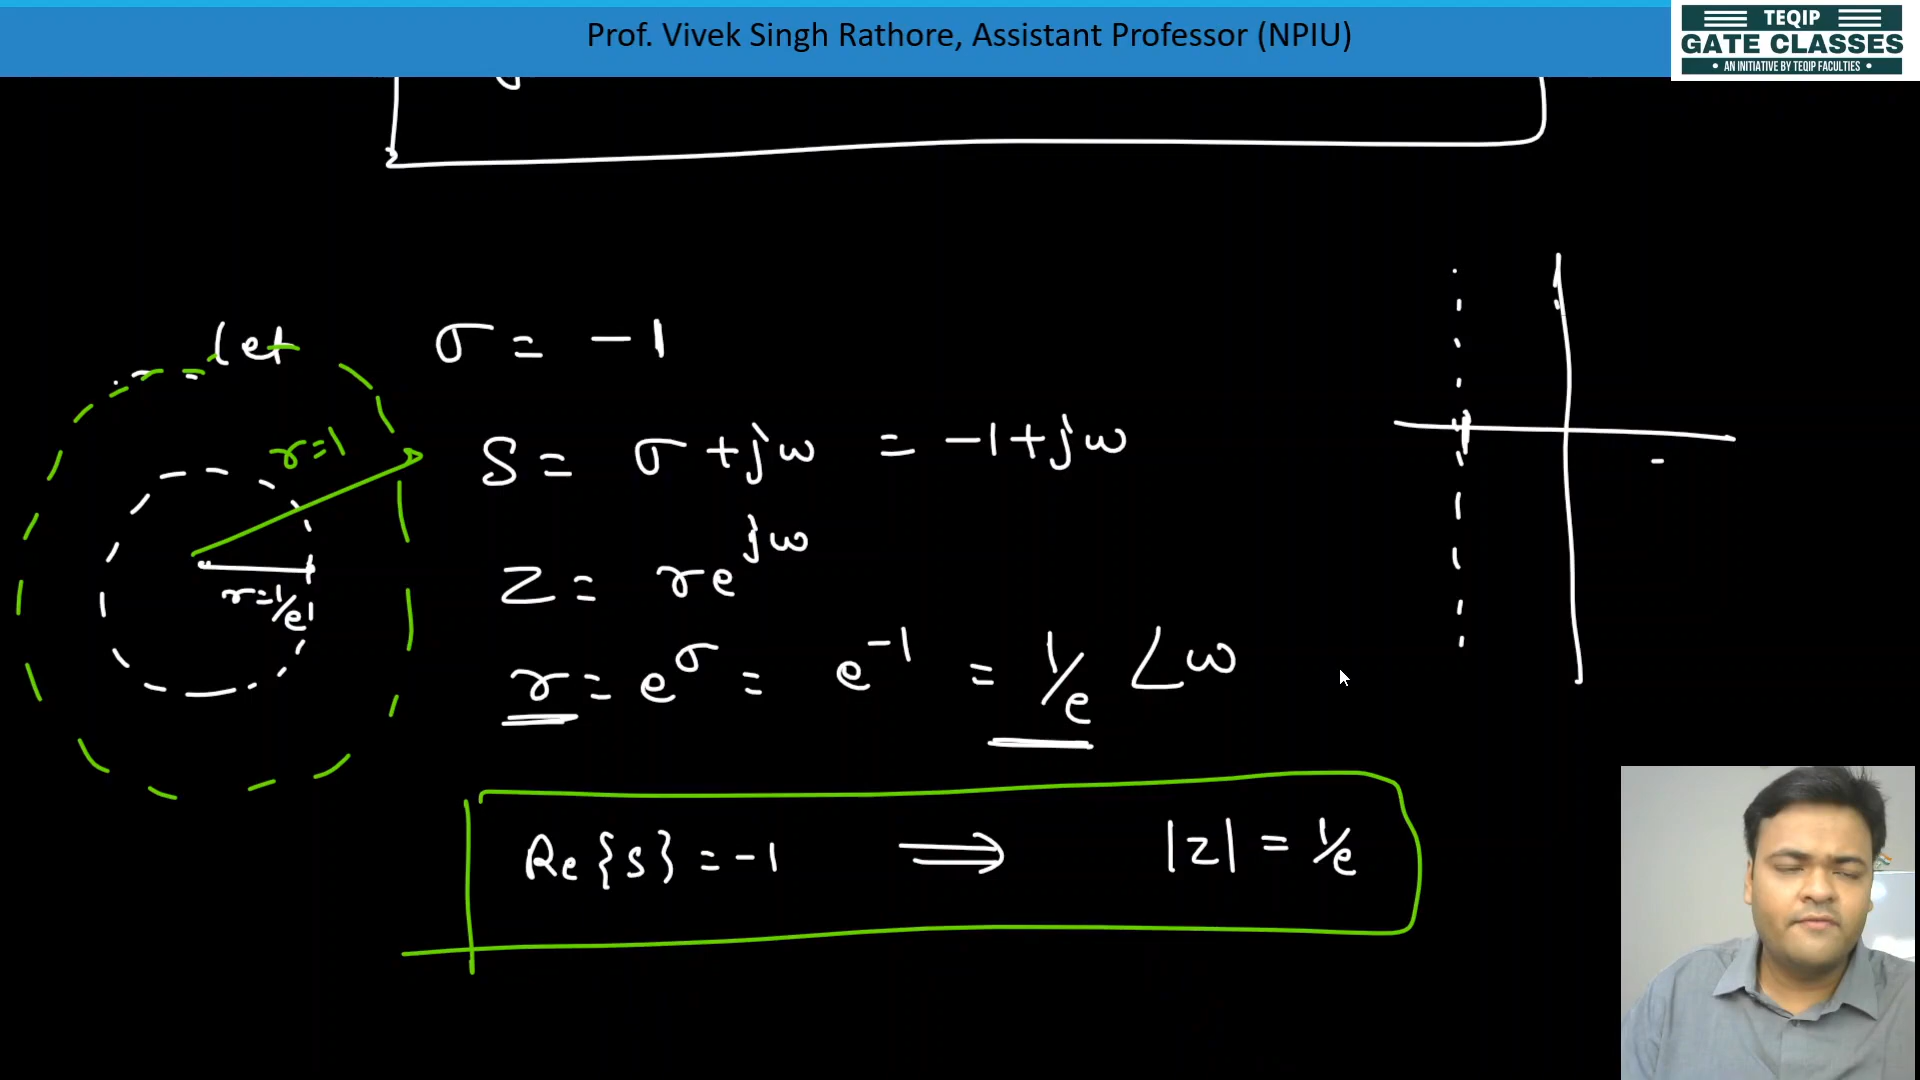 Prof. Vivek Singh Rathore, Assistant Professor (NPIU)
TEQIP
GATE CLASSES
• AN INITIATIVE BY TEQIP FACULTIES •
let σ = -1
r=1
S = σ + jω = -1 + jω
Z = re^jω
r=1/e
r = e^σ = e^-1 = 1/e ∠ω
Re{s} = -1 ⟹ |z| = 1/e